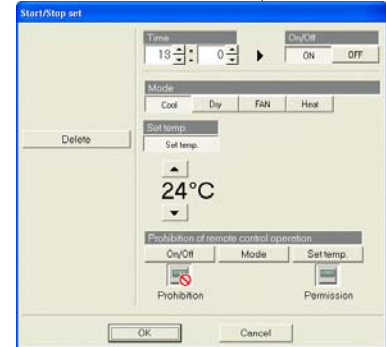 Start/Stop set
Time
On/Off
13 : 0
ON OFF
Mode
Cool Dry FAN Heat
Delete
Set temp.
Set temp.
24°C
Prohibition of remote control operetion
On/Off Mode Set temp.
Prohibition Permission
OK Cancel